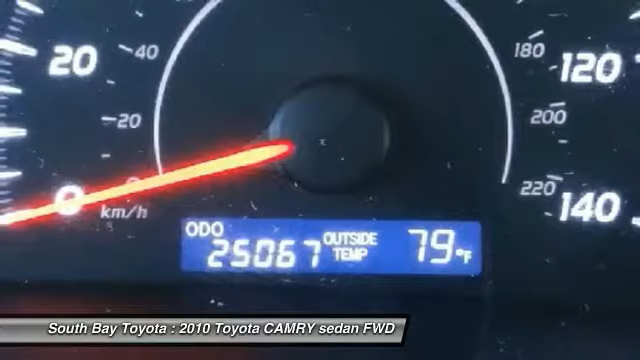 20
40
20
0
0
km/h
180
120
200
220
140
ODO
25067
OUTSIDE
TEMP
79°F
South Bay Toyota : 2010 Toyota CAMRY sedan FWD